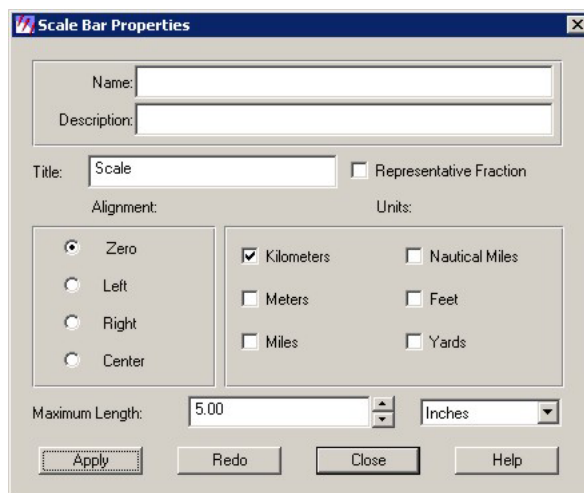 Scale Bar Properties
Name:
Description:
Title: Scale Representative Fraction
Alignment: Units:
Zero Kilometers Nautical Miles
Left Meters Feet
Right Miles Yards
Center
Maximum Length: 5.00 Inches
Apply Redo Close Help